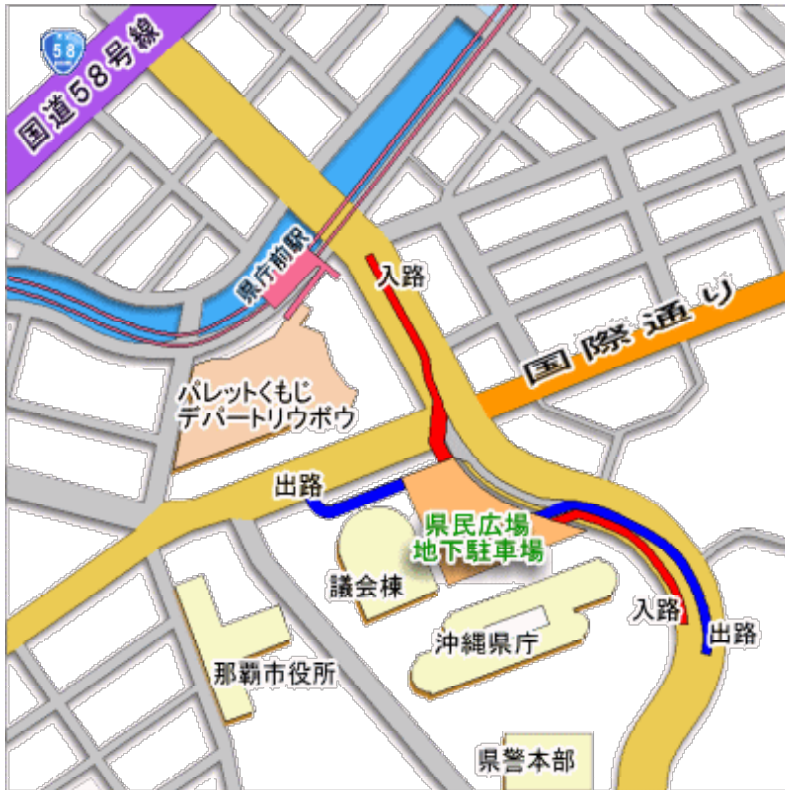 58
国道58号線
県庁前駅
入路
国際通り
パレットくもじ
デパートリウボウ
出路
県民広場
地下駐車場
議会棟
入路
出路
沖縄県庁
那覇市役所
県警本部